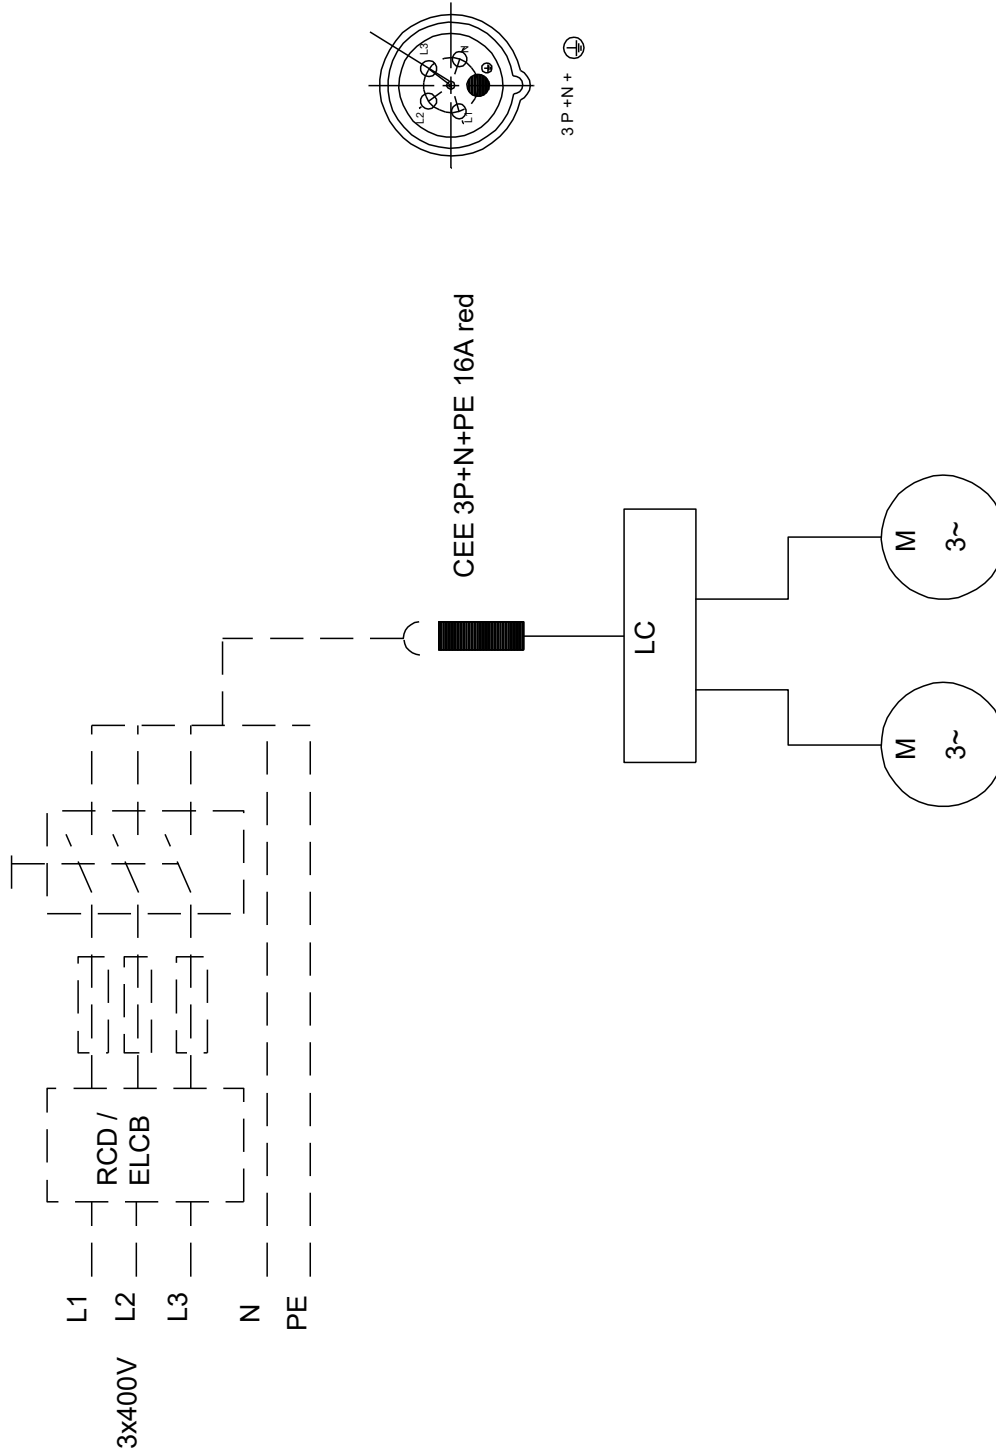 3x400V
L1
L2
L3
N
PE
RCD /
ELCB
CEE 3P+N+PE 16A red
LC
M
3~
M
3~
L2
L3
L1
N
3 P +N +